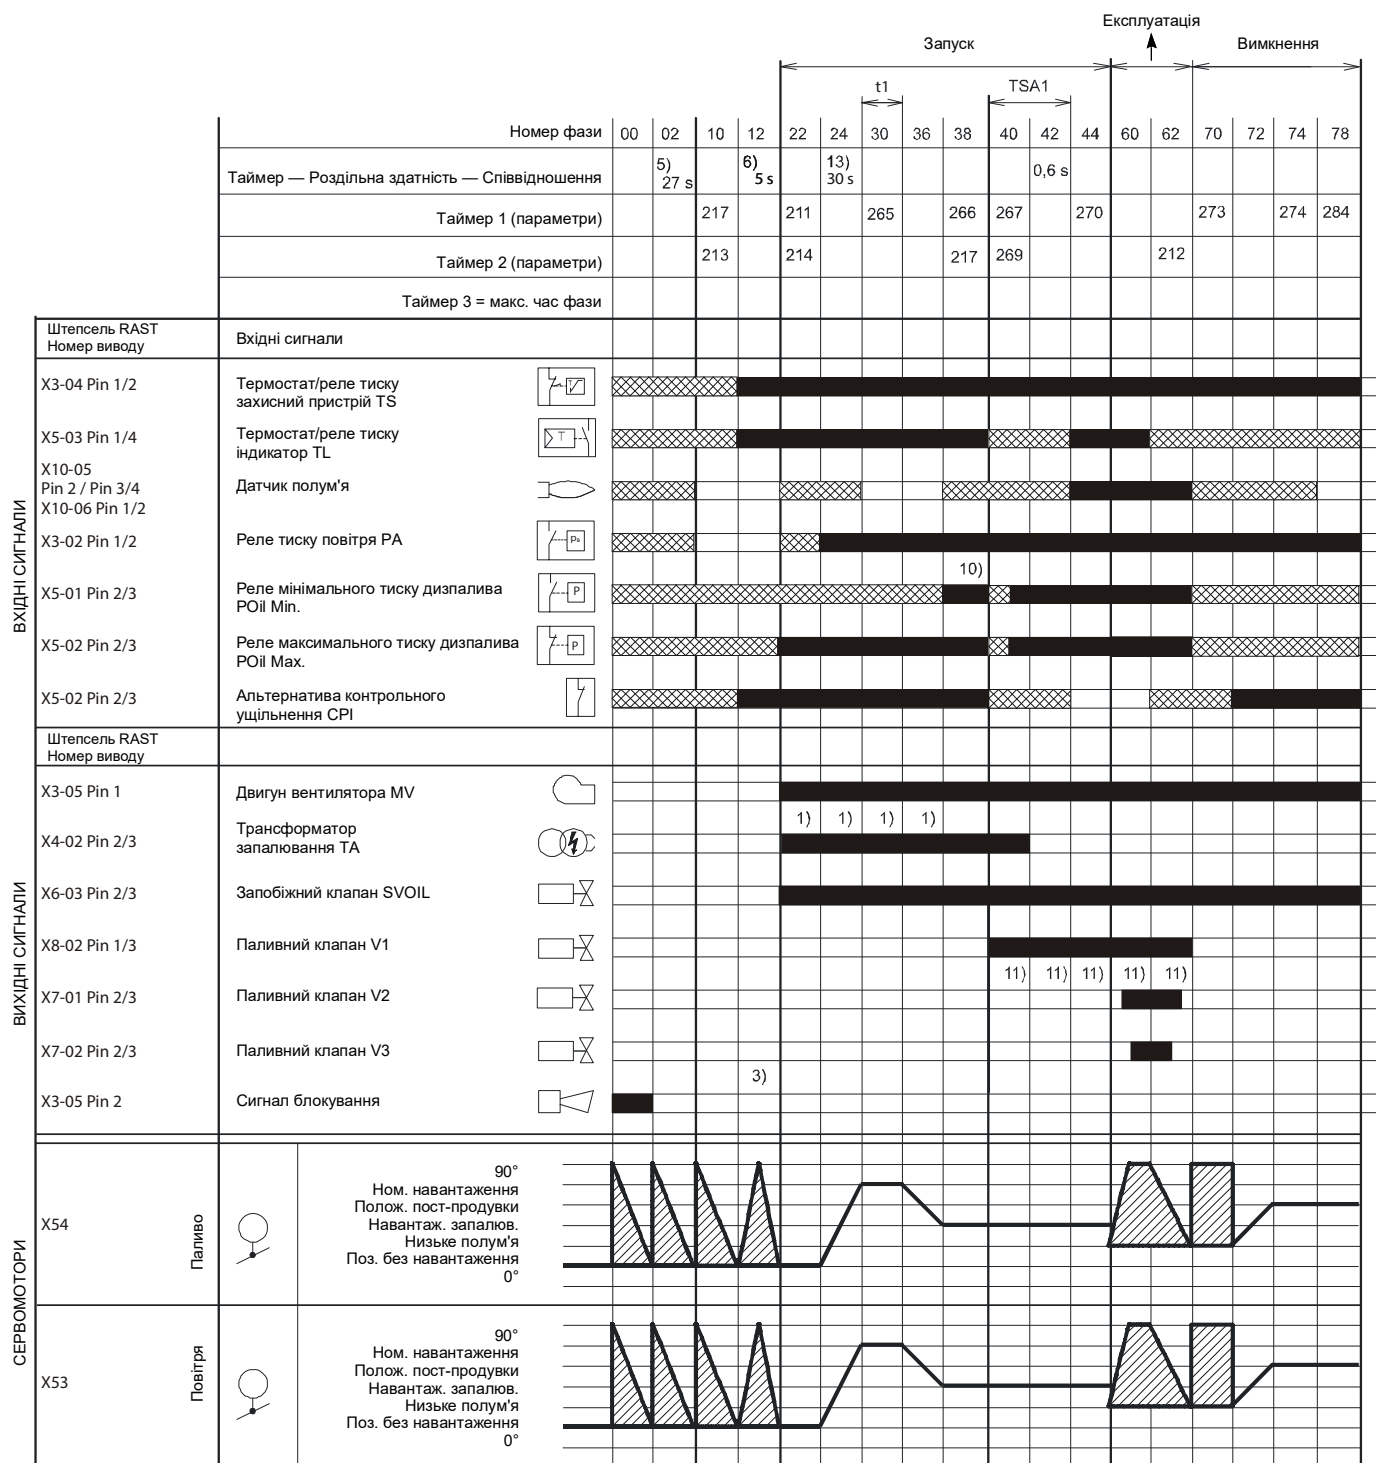 Експлуатація
Запуск
Вимкнення
t1
TSA1
Номер фази 00 02 10 12 22 24 30 36 38 40 42 44 60 62 70 72 74 78
Таймер — Роздільна здатність — Співвідношення 5) 27 s 6) 5 s 13) 30 s 0,6 s
Таймер 1 (параметри) 217 211 265 266 267 270 273 274 284
Таймер 2 (параметри) 213 214 217 269 212
Таймер 3 = макс. час фази
Штепсель RAST
Номер виводу
Вхідні сигнали
ВХІДНІ СИГНАЛИ
X3-04 Pin 1/2
Термостат/реле тиску
захисний пристрій TS
X5-03 Pin 1/4
Термостат/реле тиску
індикатор TL
T
X10-05
Pin 2 / Pin 3/4
X10-06 Pin 1/2
Датчик полум'я
X3-02 Pin 1/2
Реле тиску повітря PA
Pa
10)
X5-01 Pin 2/3
Реле мінімального тиску дизпалива
POil Min.
P
X5-02 Pin 2/3
Реле максимального тиску дизпалива
POil Max.
P
X5-02 Pin 2/3
Альтернатива контрольного
ущільнення CPI
Штепсель RAST
Номер виводу
ВИХІДНІ СИГНАЛИ
X3-05 Pin 1
Двигун вентилятора MV
1) 1) 1) 1)
X4-02 Pin 2/3
Трансформатор
запалювання TA
X6-03 Pin 2/3
Запобіжний клапан SVOIL
X8-02 Pin 1/3
Паливний клапан V1
11) 11) 11) 11) 11)
X7-01 Pin 2/3
Паливний клапан V2
X7-02 Pin 2/3
Паливний клапан V3
3)
X3-05 Pin 2
Сигнал блокування
СЕРВОМОТОРИ
X54
Паливо
90°
Ном. навантаження
Полож. пост-продувки
Навантаж. запалюв.
Низьке полум'я
Поз. без навантаження
0°
X53
Повітря
90°
Ном. навантаження
Полож. пост-продувки
Навантаж. запалюв.
Низьке полум'я
Поз. без навантаження
0°